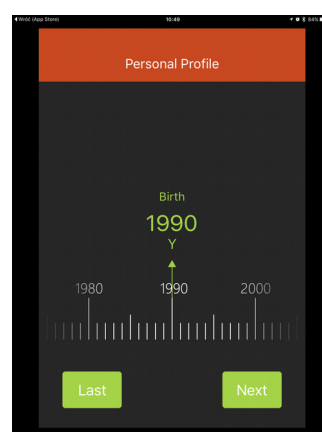 Wróć (App Store) 10:49 84%
Personal Profile
Birth
1990
Y
1980 1990 2000
Last Next